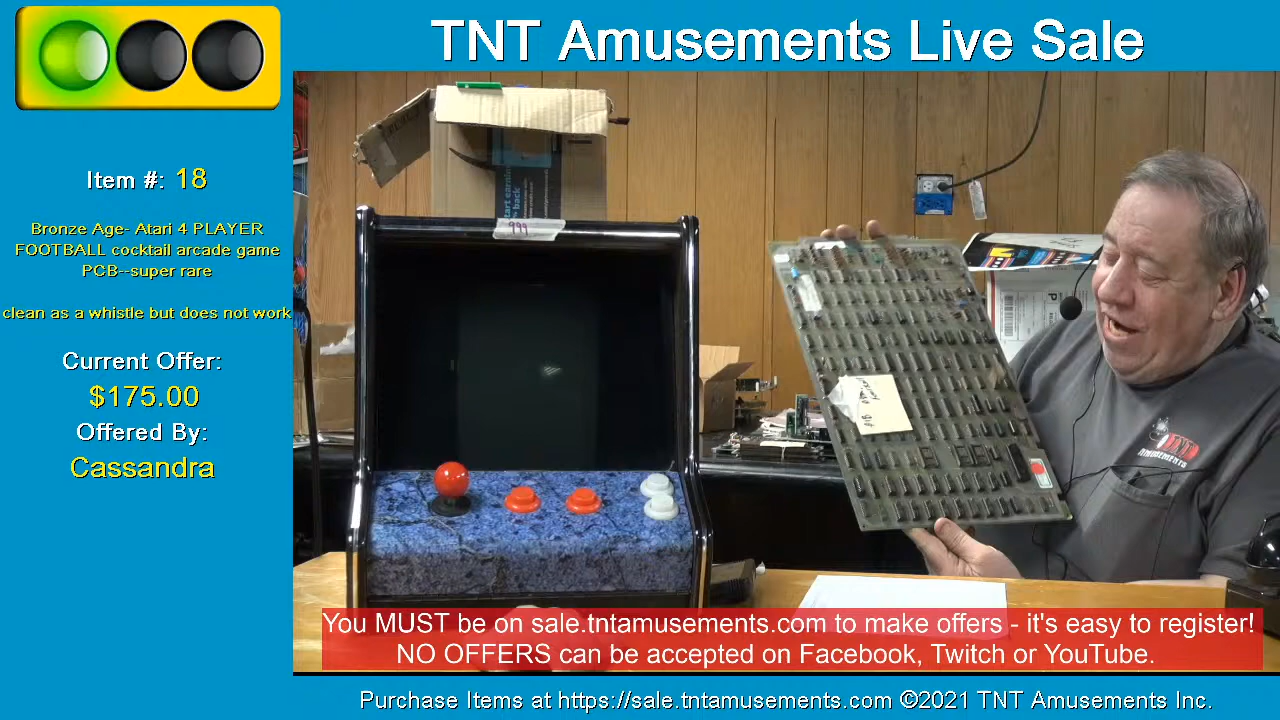 TNT Amusements Live Sale
Item #: 18
Bronze Age- Atari 4 PLAYER
FOOTBALL cocktail arcade game
PCB--super rare
clean as a whistle but does not work
Current Offer:
$175.00
Offered By:
Cassandra
999
TNT
AMUSEMENTS
You MUST be on sale.tntamusements.com to make offers - it's easy to register!
NO OFFERS can be accepted on Facebook, Twitch or YouTube.
Purchase Items at https://sale.tntamusements.com ©2021 TNT Amusements Inc.